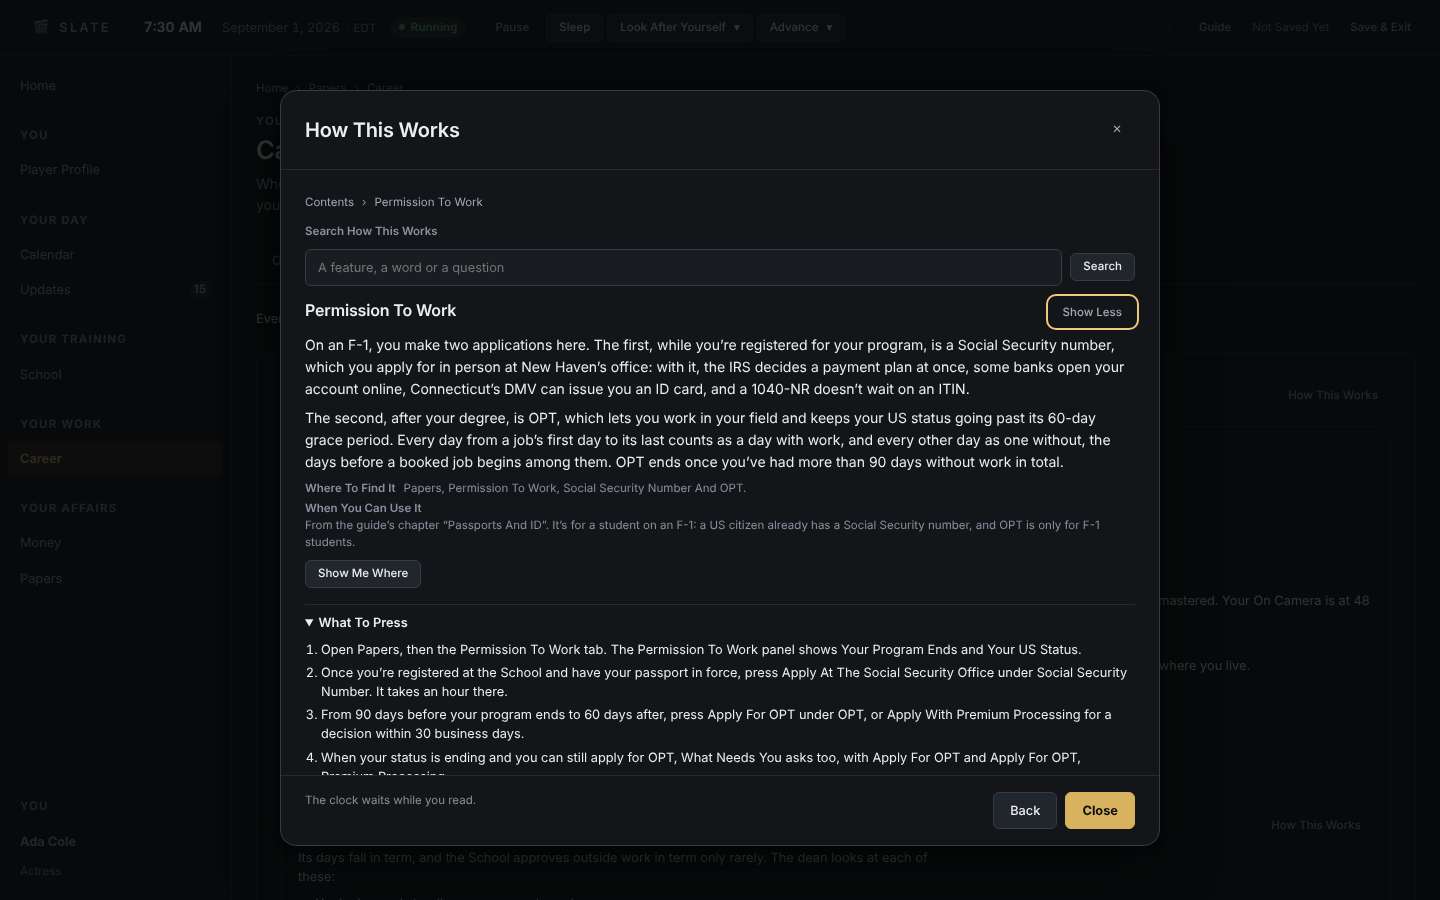 SLATE
7:30 AM September 1, 2026 · EDT Running Pause Sleep Look After Yourself ▾ Advance ▾ Guide Not Saved Yet Save & Exit
Home
YOU
Player Profile
YOUR DAY
Calendar
Updates 15
YOUR TRAINING
School
YOUR WORK
Career
YOUR AFFAIRS
Money
Papers
YOU
Ada Cole
Actress
Home › Papers › Career
How This Works
×
Contents › Permission To Work
Search How This Works
A feature, a word or a question
Search
Permission To Work
Show Less
On an F-1, you make two applications here. The first, while you’re registered for your program, is a Social Security number,
which you apply for in person at New Haven’s office: with it, the IRS decides a payment plan at once, some banks open your
account online, Connecticut’s DMV can issue you an ID card, and a 1040-NR doesn’t wait on an ITIN.
The second, after your degree, is OPT, which lets you work in your field and keeps your US status going past its 60-day
grace period. Every day from a job’s first day to its last counts as a day with work, and every other day as one without, the
days before a booked job begins among them. OPT ends once you’ve had more than 90 days without work in total.
Where To Find It Papers, Permission To Work, Social Security Number And OPT.
When You Can Use It
From the guide’s chapter “Passports And ID”. It’s for a student on an F-1: a US citizen already has a Social Security number, and OPT is only for F-1
students.
Show Me Where
▼ What To Press
1. Open Papers, then the Permission To Work tab. The Permission To Work panel shows Your Program Ends and Your US Status.
2. Once you’re registered at the School and have your passport in force, press Apply At The Social Security Office under Social Security
Number. It takes an hour there.
3. From 90 days before your program ends to 60 days after, press Apply For OPT under OPT, or Apply With Premium Processing for a
decision within 30 business days.
4. When your status is ending and you can still apply for OPT, What Needs You asks too, with Apply For OPT and Apply For OPT,
Premium Processing.
The clock waits while you read.
Back
Close
How This Works
mastered. Your On Camera is at 48
where you live.
How This Works
Its days fall in term, and the School approves outside work in term only rarely. The dean looks at each of
these: